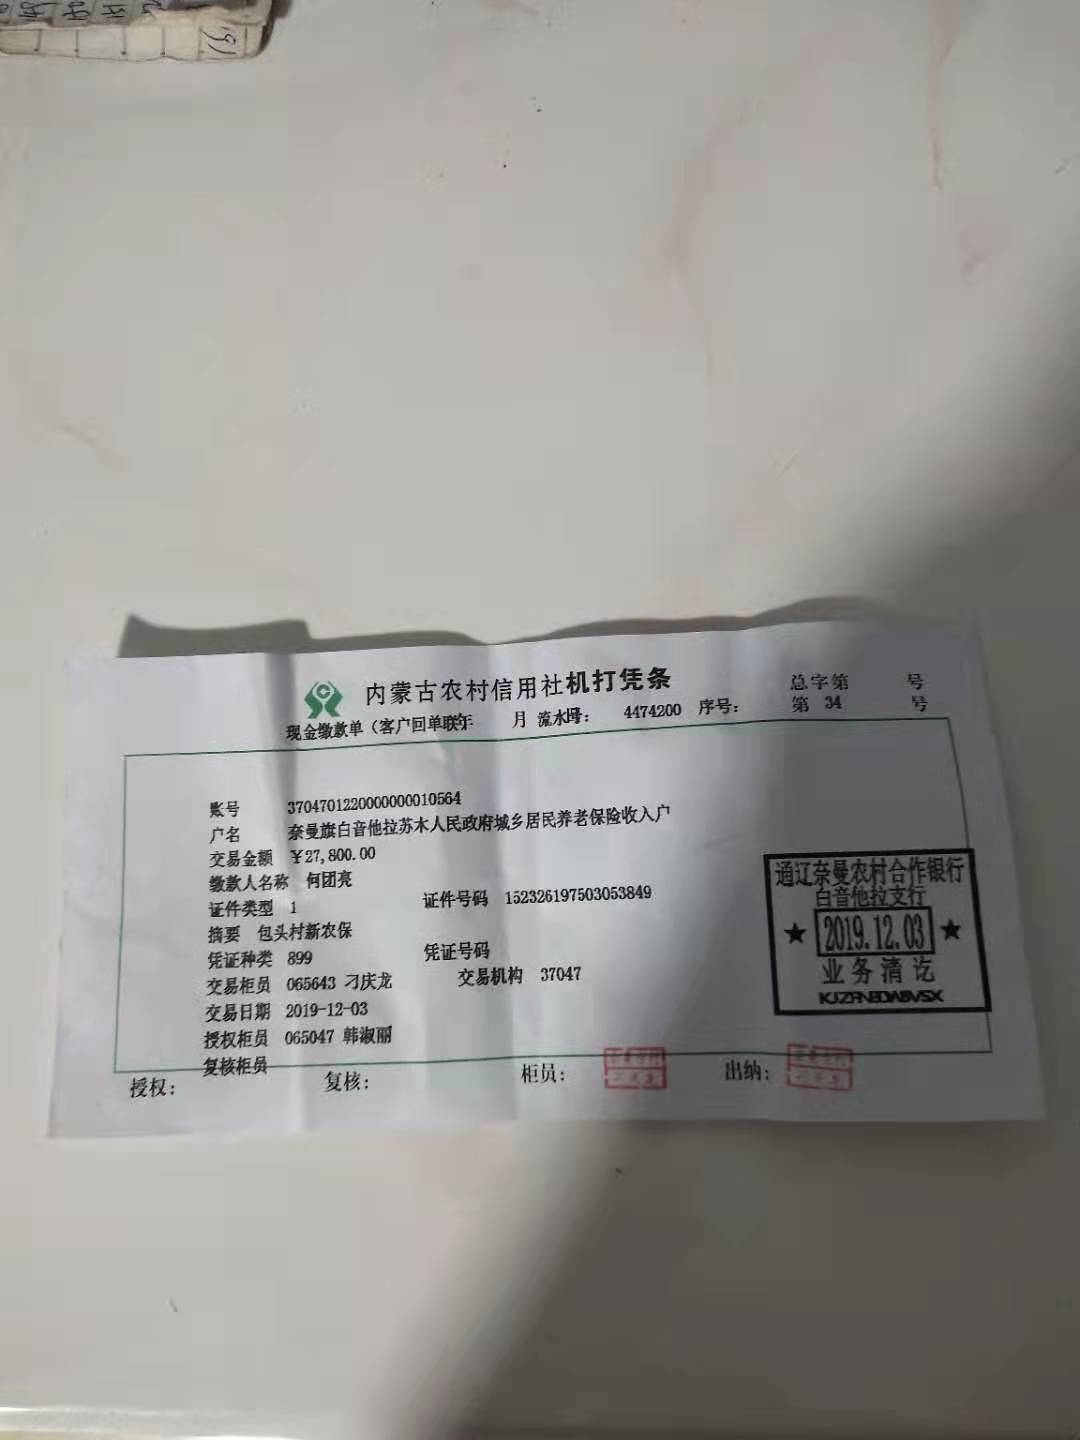 内蒙古农村信用社机打凭条
总字第 号
现金缴款单（客户回单联） 年 月 日 流水号： 4474200 序号： 第 34 号
账号 3704701220000000010564
户名 奈曼旗白音他拉苏木人民政府城乡居民养老保险收入户
交易金额 ￥27,800.00
缴款人名称 何团亮
证件类型 1 证件号码 152326197503053849
摘要 包头村新农保
凭证种类 899 凭证号码
交易柜员 065643 刁庆龙 交易机构 37047
交易日期 2019-12-03
授权柜员 065047 韩淑丽
复核柜员
授权： 复核： 柜员： 出纳：
通辽奈曼农村合作银行
白音他拉支行
★ 2019.12.03 ★
业务清讫